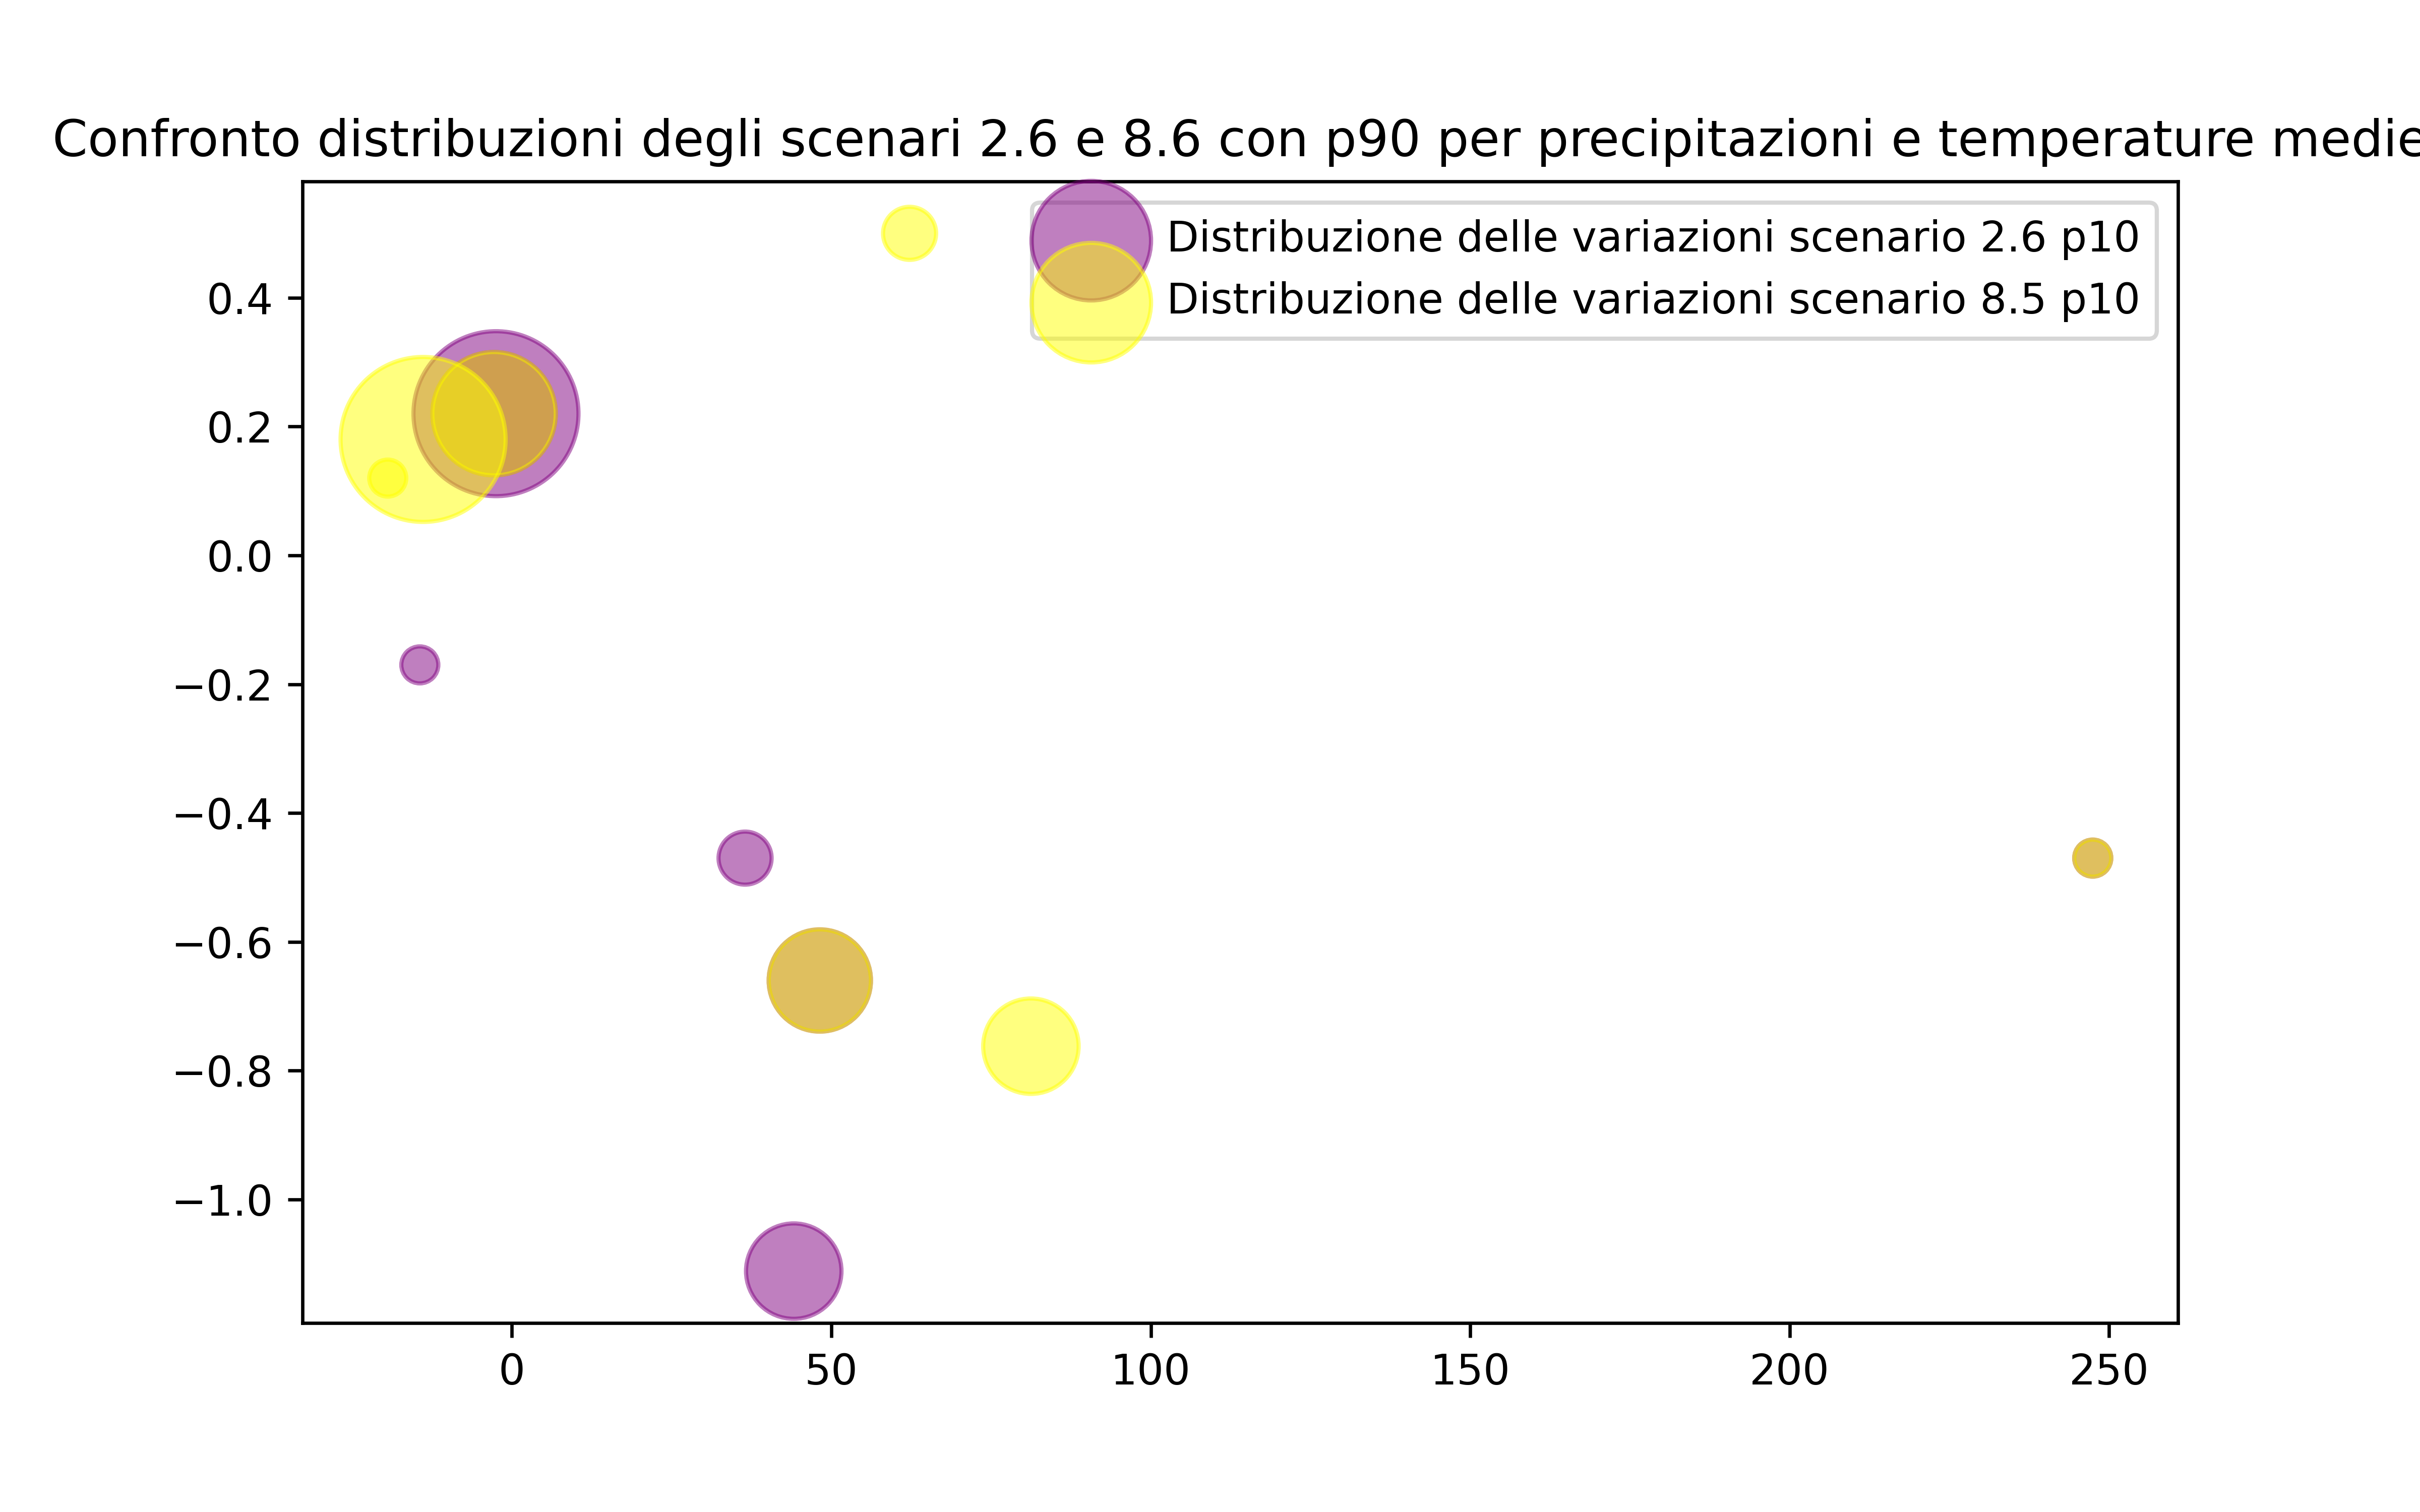 Confronto distribuzioni degli scenari 2.6 e 8.6 con p90 per precipitazioni e temperature medie
Distribuzione delle variazioni scenario 2.6 p10
Distribuzione delle variazioni scenario 8.5 p10
0.4
0.2
0.0
−0.2
−0.4
−0.6
−0.8
−1.0
0 50 100 150 200 250